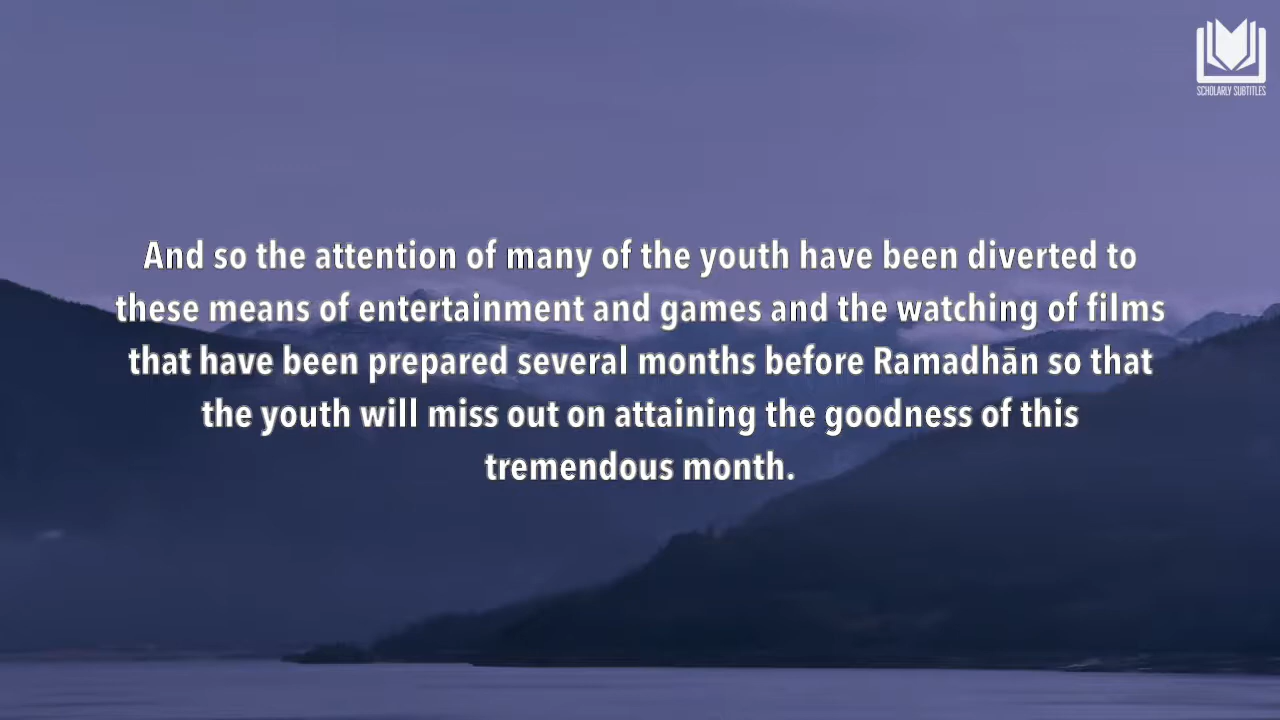 SCHOLARLY SUBTITLES
And so the attention of many of the youth have been diverted to
these means of entertainment and games and the watching of films
that have been prepared several months before Ramadhān so that
the youth will miss out on attaining the goodness of this
tremendous month.